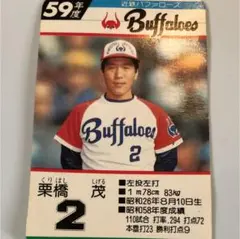 59年度
近鉄バファローズ
Buffaloes
Buffaloes
2
くりはし しげる
栗橋 茂
2
■左投左打
■1m78cm 83kg
■昭和26年8月10日生
■昭和58年度成績
110試合 打率.294 打点72
本塁打23 勝利打点9